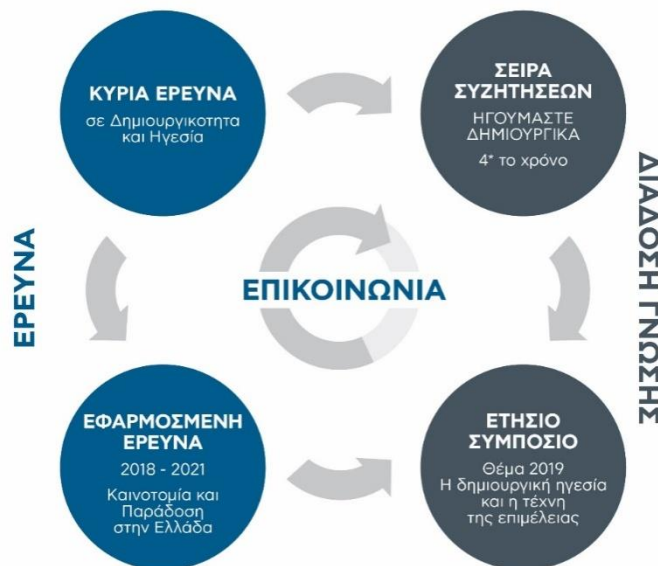 ΚΥΡΙΑ ΕΡΕΥΝΑ
σε Δημιουργικοτητα
και Ηγεσία
ΣΕΙΡΑ
ΣΥΖΗΤΗΣΕΩΝ
ΗΓΟΥΜΑΣΤΕ
ΔΗΜΙΟΥΡΓΙΚΑ
4* το χρόνο
ΕΡΕΥΝΑ
ΕΠΙΚΟΙΝΩΝΙΑ
ΔΙΑΔΟΣΗ ΓΝΩΣΗΣ
ΕΦΑΡΜΟΣΜΕΝΗ
ΕΡΕΥΝΑ
2018 - 2021
Καινοτομία και
Παράδοση
στην Ελλάδα
ΕΤΗΣΙΟ
ΣΥΜΠΟΣΙΟ
Θέμα 2019
Η δημιουργική ηγεσία
και η τέχνη
της επιμέλειας